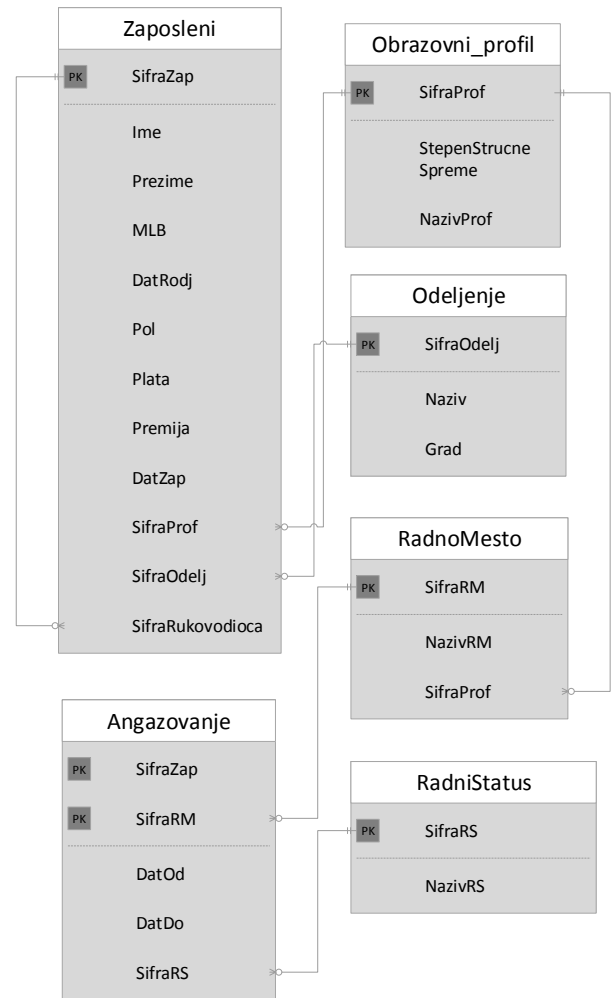 Zaposleni
PK SifraZap
Ime
Prezime
MLB
DatRodj
Pol
Plata
Premija
DatZap
SifraProf
SifraOdelj
SifraRukovodioca
Obrazovni_profil
PK SifraProf
StepenStrucne
Spreme
NazivProf
Odeljenje
PK SifraOdelj
Naziv
Grad
RadnoMesto
PK SifraRM
NazivRM
SifraProf
Angazovanje
PK SifraZap
PK SifraRM
DatOd
DatDo
SifraRS
RadniStatus
PK SifraRS
NazivRS